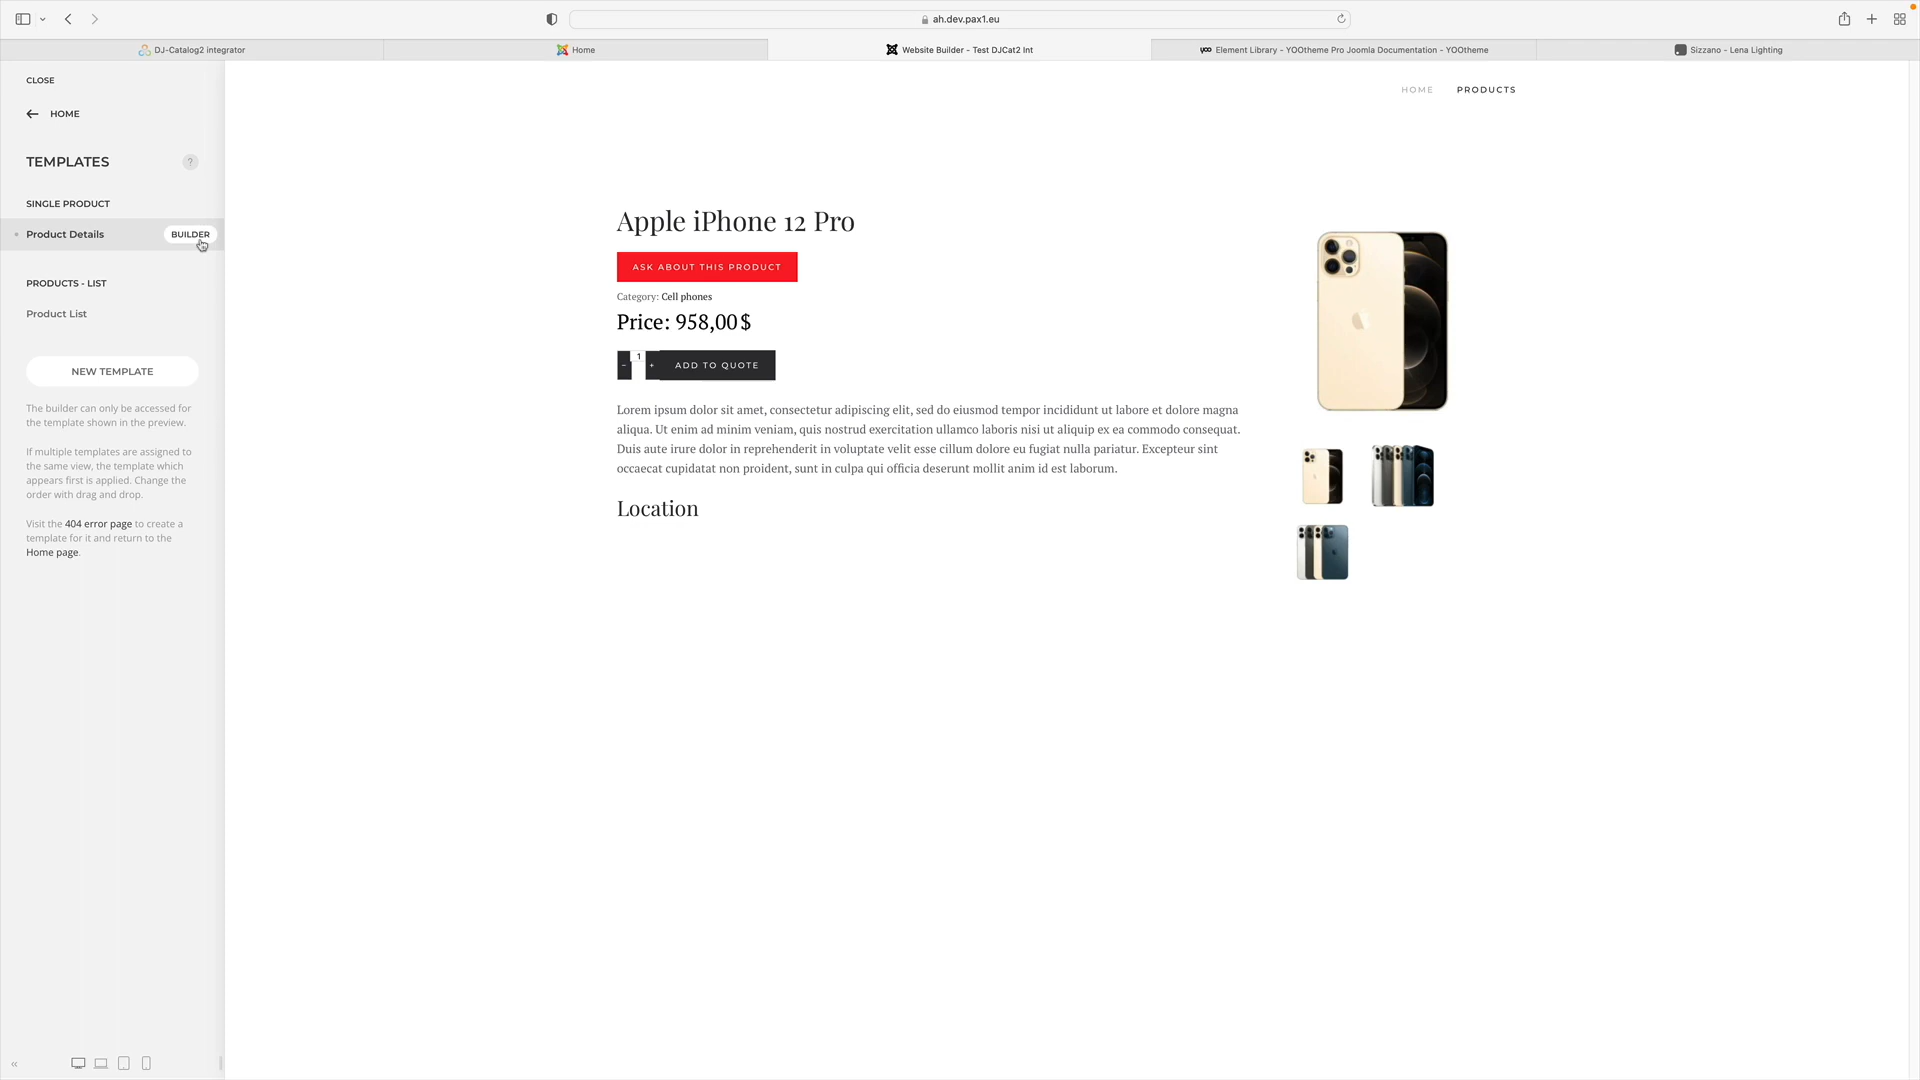 ah.dev.pax1.eu
DJ-Catalog2 integrator
Home
Website Builder - Test DJCat2 Int
YOO Element Library - YOOtheme Pro Joomla Documentation - YOOtheme
Sizzano - Lena Lighting
CLOSE
HOME
TEMPLATES
?
SINGLE PRODUCT
Product Details
BUILDER
PRODUCTS - LIST
Product List
NEW TEMPLATE
The builder can only be accessed for
the template shown in the preview.
If multiple templates are assigned to
the same view, the template which
appears first is applied. Change the
order with drag and drop.
Visit the 404 error page to create a
template for it and return to the
Home page.
HOME
PRODUCTS
Apple iPhone 12 Pro
ASK ABOUT THIS PRODUCT
Category: Cell phones
Price: 958,00$
- 1 + ADD TO QUOTE
Lorem ipsum dolor sit amet, consectetur adipiscing elit, sed do eiusmod tempor incididunt ut labore et dolore magna
aliqua. Ut enim ad minim veniam, quis nostrud exercitation ullamco laboris nisi ut aliquip ex ea commodo consequat.
Duis aute irure dolor in reprehenderit in voluptate velit esse cillum dolore eu fugiat nulla pariatur. Excepteur sint
occaecat cupidatat non proident, sunt in culpa qui officia deserunt mollit anim id est laborum.
Location